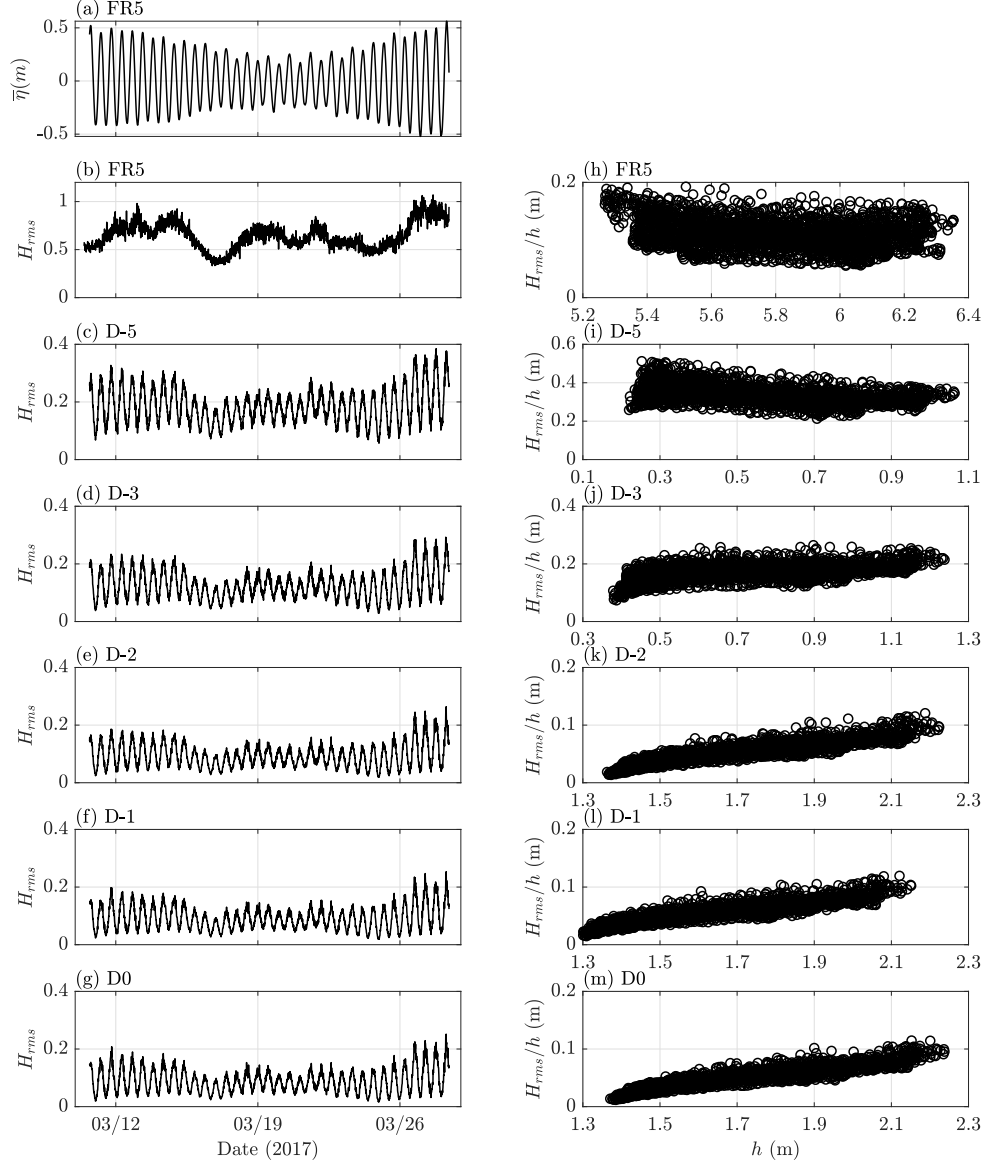 (a) FR5
0.5
0
-0.5
η̅(m)
(b) FR5
1
0.5
0
H_rms
(h) FR5
0.2
0.1
0
H_rms/h (m)
5.2 5.4 5.6 5.8 6 6.2 6.4
(c) D-5
0.4
0.2
0
H_rms
(i) D-5
0.6
0.4
0.2
0
H_rms/h (m)
0.1 0.3 0.5 0.7 0.9 1.1
(d) D-3
0.4
0.2
0
H_rms
(j) D-3
0.4
0.2
0
H_rms/h (m)
0.3 0.5 0.7 0.9 1.1 1.3
(e) D-2
0.4
0.2
0
H_rms
(k) D-2
0.2
0.1
0
H_rms/h (m)
1.3 1.5 1.7 1.9 2.1 2.3
(f) D-1
0.4
0.2
0
H_rms
(l) D-1
0.2
0.1
0
H_rms/h (m)
1.3 1.5 1.7 1.9 2.1 2.3
(g) D0
0.4
0.2
0
H_rms
03/12 03/19 03/26
Date (2017)
(m) D0
0.2
0.1
0
H_rms/h (m)
1.3 1.5 1.7 1.9 2.1 2.3
h (m)